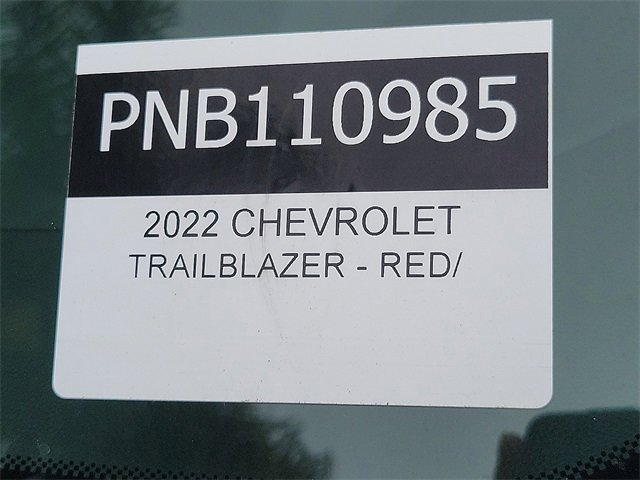 PNB110985
2022 CHEVROLET
TRAILBLAZER - RED/